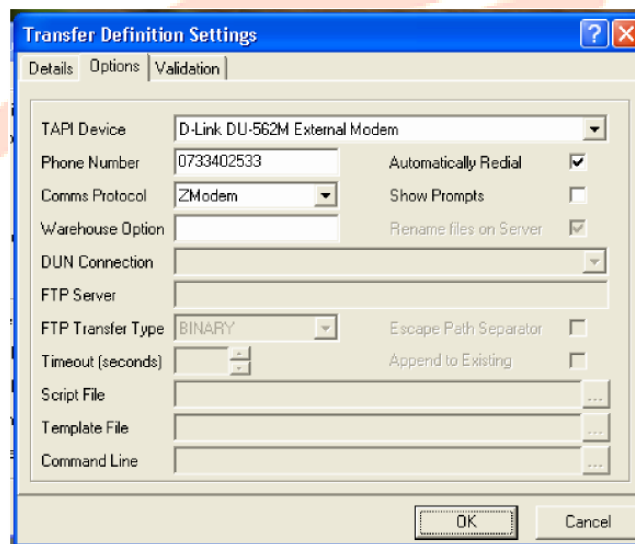 Transfer Definition Settings
Details Options Validation
TAPI Device D-Link DU-562M External Modem
Phone Number 0733402533 Automatically Redial
Comms Protocol ZModem Show Prompts
Warehouse Option Rename files on Server
DUN Connection
FTP Server
FTP Transfer Type BINARY Escape Path Separator
Timeout (seconds) Append to Existing
Script File ...
Template File ...
Command Line ...
OK Cancel